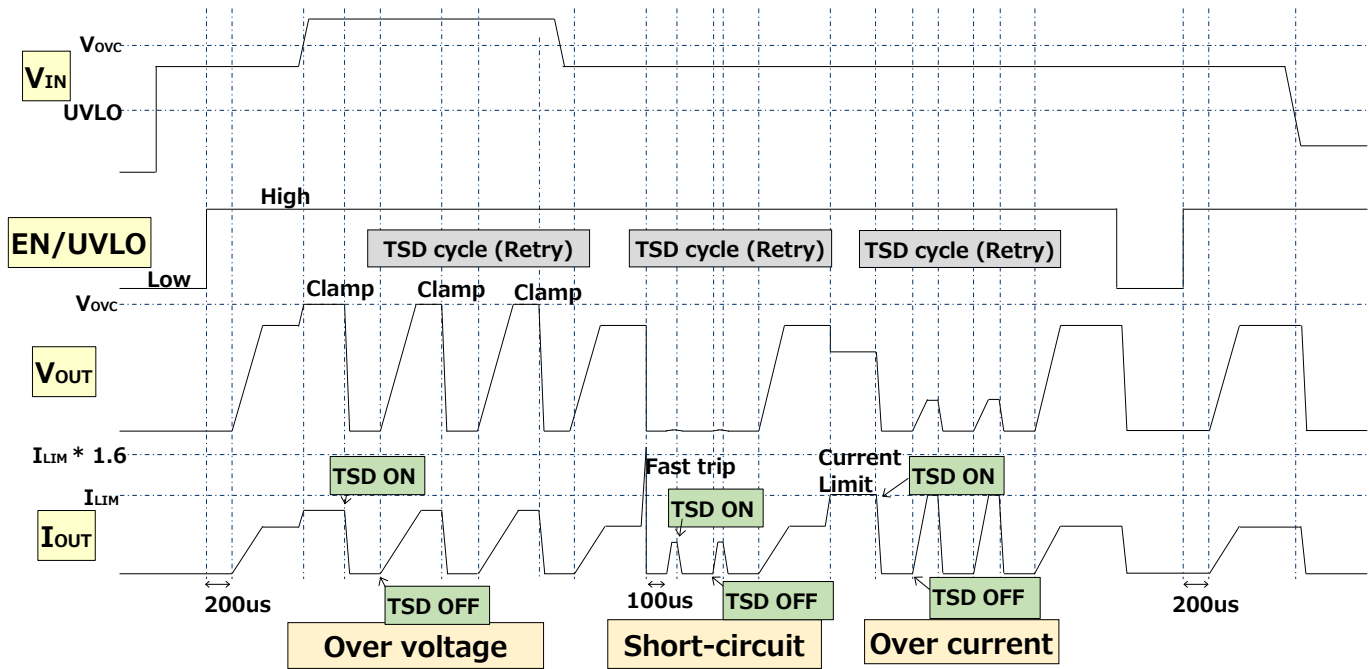 VOVC
VIN
UVLO
High
EN/UVLO
TSD cycle (Retry)
TSD cycle (Retry)
TSD cycle (Retry)
Low
Clamp
Clamp
Clamp
VOVC
VOUT
ILIM * 1.6
Fast trip
Current
Limit
TSD ON
TSD ON
TSD ON
ILIM
IOUT
200us
100us
200us
TSD OFF
TSD OFF
TSD OFF
Over voltage
Short-circuit
Over current